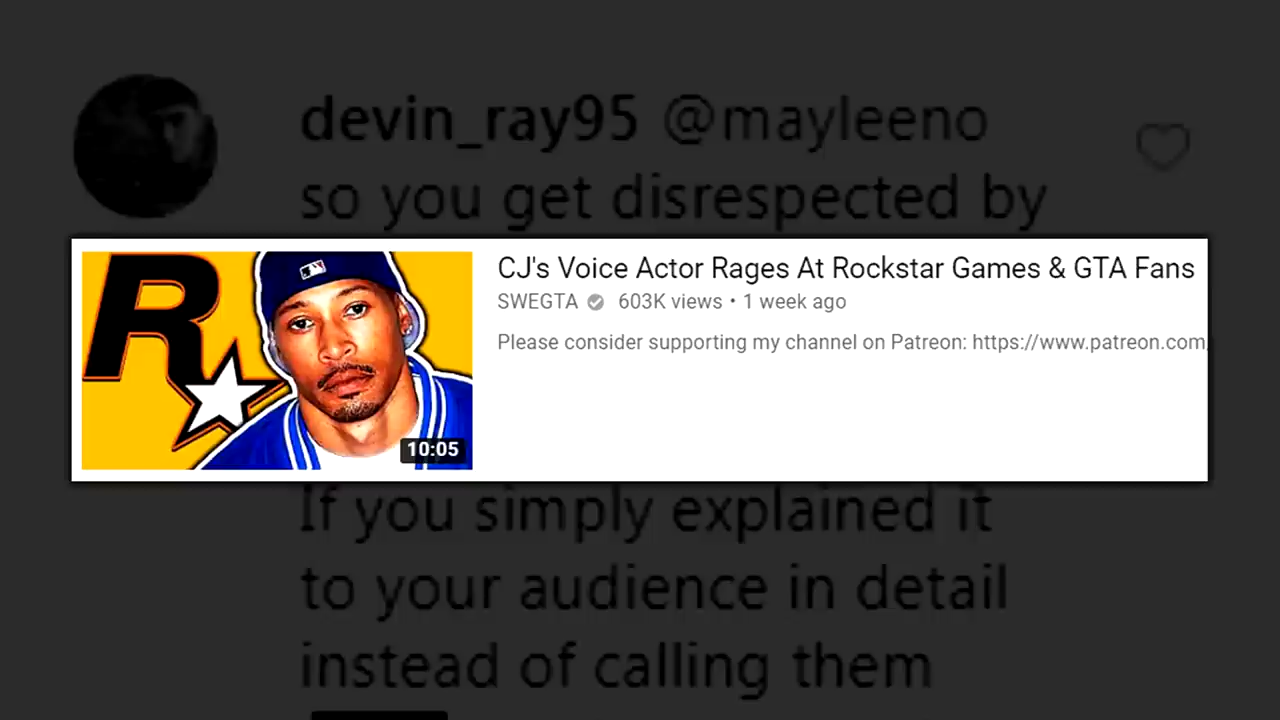 devin_ray95 @mayleeno
so you get disrespected by
CJ's Voice Actor Rages At Rockstar Games & GTA Fans
SWEGTA 603K views • 1 week ago
Please consider supporting my channel on Patreon: https://www.patreon.com
R
10:05
If you simply explained it
to your audience in detail
instead of calling them